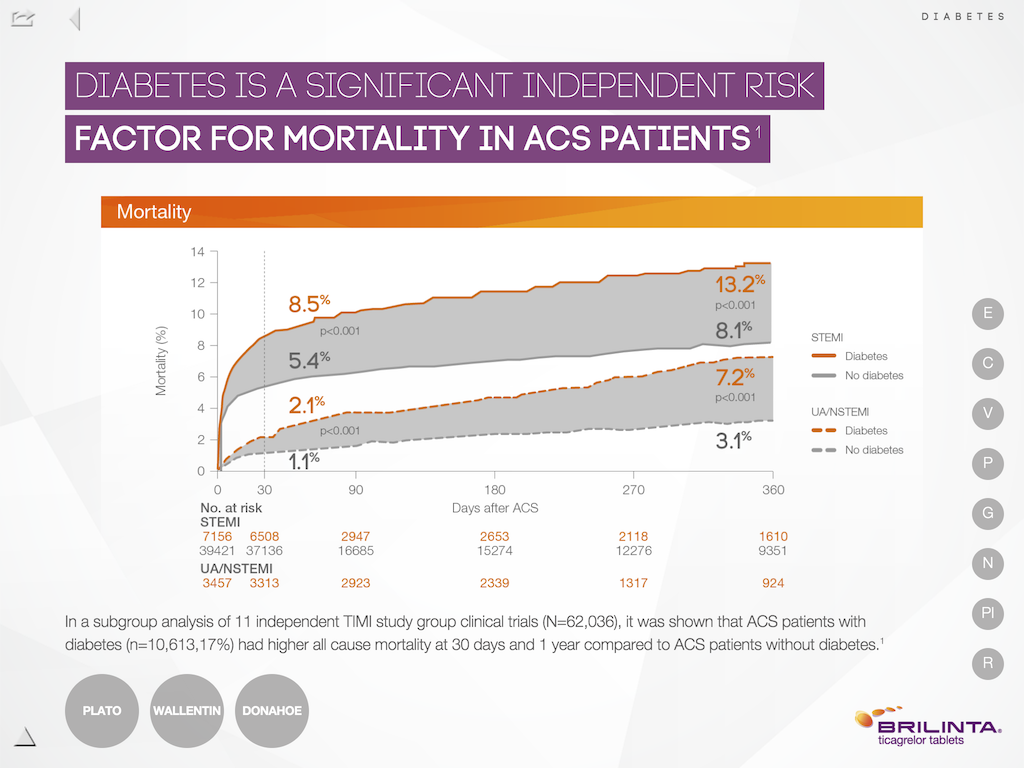 DIABETES
DIABETES IS A SIGNIFICANT INDEPENDENT RISK
FACTOR FOR MORTALITY IN ACS PATIENTS 1
Mortality
Mortality (%)
14
12
10
8
6
4
2
0
8.5%
p<0.001
5.4%
2.1%
p<0.001
1.1%
13.2%
p<0.001
8.1%
7.2%
p<0.001
3.1%
STEMI
Diabetes
No diabetes
UA/NSTEMI
Diabetes
No diabetes
0 30 90 180 270 360
Days after ACS
No. at risk
STEMI
7156 6508 2947 2653 2118 1610
39421 37136 16685 15274 12276 9351
UA/NSTEMI
3457 3313 2923 2339 1317 924
In a subgroup analysis of 11 independent TIMI study group clinical trials (N=62,036), it was shown that ACS patients with
diabetes (n=10,613,17%) had higher all cause mortality at 30 days and 1 year compared to ACS patients without diabetes.1
E
C
V
P
G
N
PI
R
PLATO
WALLENTIN
DONAHOE
BRILINTA®
ticagrelor tablets